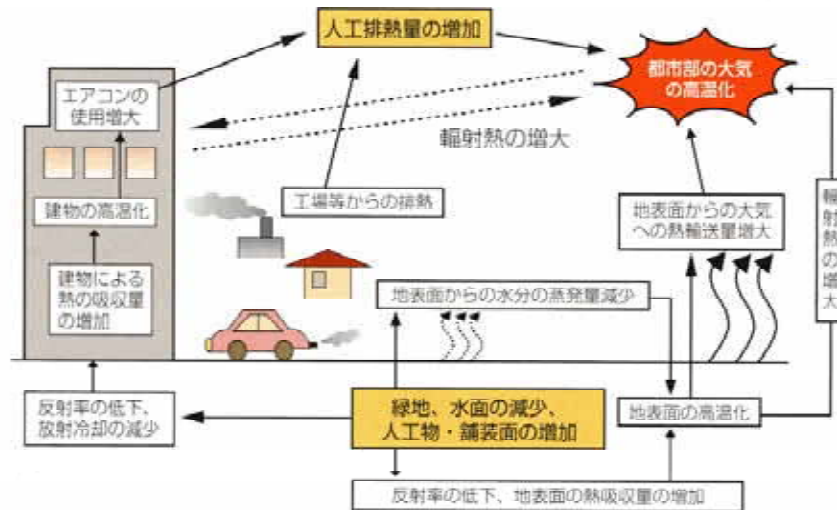 人工排熱量の増加
都市部の大気
の高温化
エアコンの
使用増大
輻射熱の増大
建物の高温化
工場等からの排熱
地表面からの大気
への熱輸送量増大
輻射熱の増大
建物による
熱の吸収量
の増加
地表面からの水分の蒸発量減少
反射率の低下、
放射冷却の減少
緑地、水面の減少、
人工物・舗装面の増加
地表面の高温化
反射率の低下、地表面の熱吸収量の増加